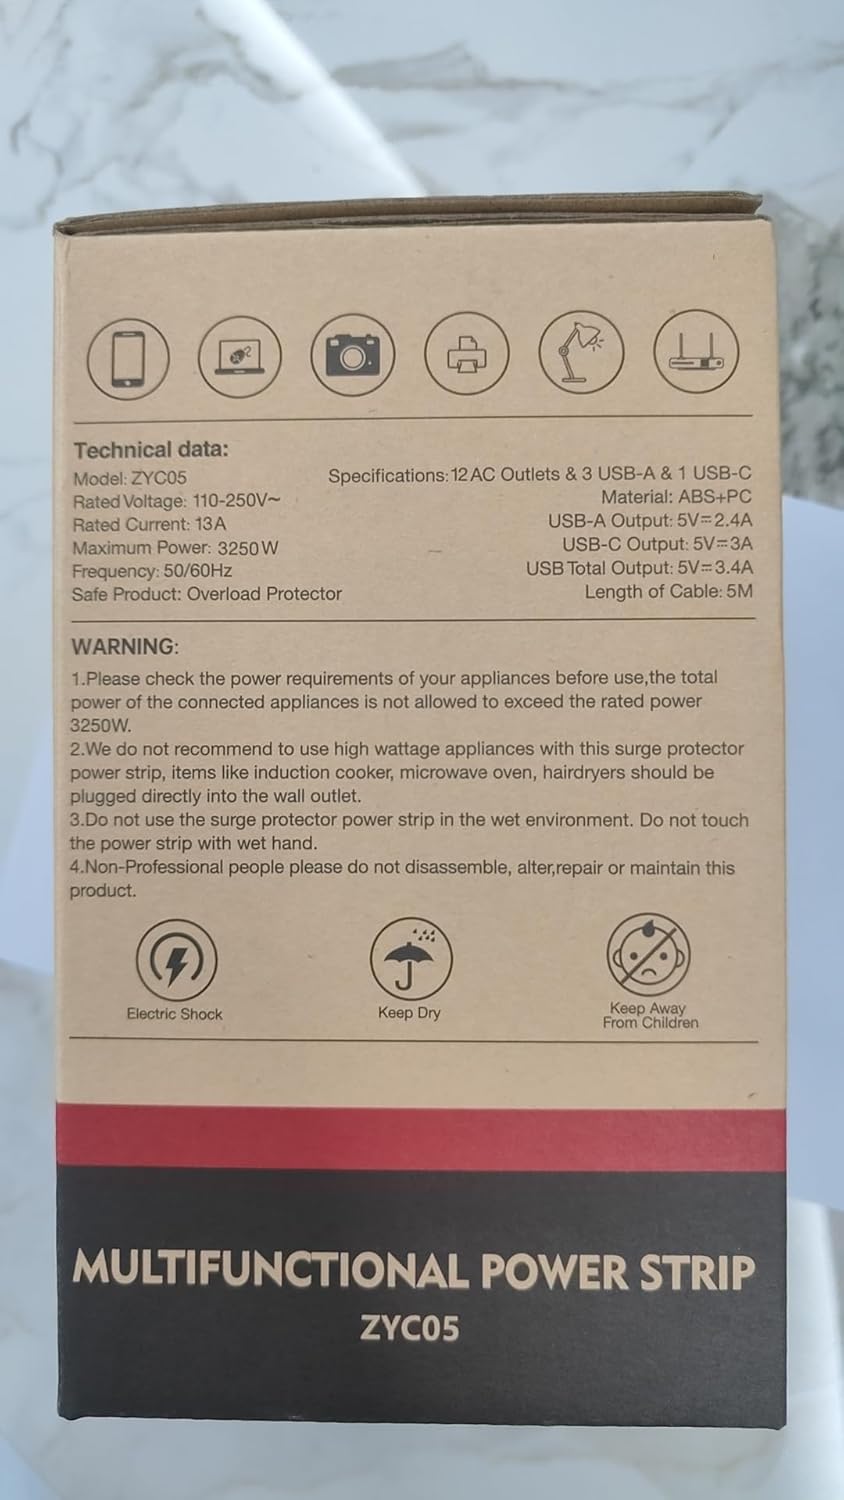 Technical data:
Model: ZYC05
Rated Voltage: 110-250V~
Rated Current: 13A
Maximum Power: 3250W
Frequency: 50/60Hz
Safe Product: Overload Protector
Specifications:12AC Outlets & 3 USB-A & 1 USB-C
Material: ABS+PC
USB-A Output: 5V⎓2.4A
USB-C Output: 5V⎓3A
USB Total Output: 5V⎓3.4A
Length of Cable: 5M
WARNING:
1.Please check the power requirements of your appliances before use,the total
power of the connected appliances is not allowed to exceed the rated power
3250W.
2.We do not recommend to use high wattage appliances with this surge protector
power strip, items like induction cooker, microwave oven, hairdryers should be
plugged directly into the wall outlet.
3.Do not use the surge protector power strip in the wet environment. Do not touch
the power strip with wet hand.
4.Non-Professional people please do not disassemble, alter,repair or maintain this
product.
Electric Shock
Keep Dry
Keep Away
From Children
MULTIFUNCTIONAL POWER STRIP
ZYC05